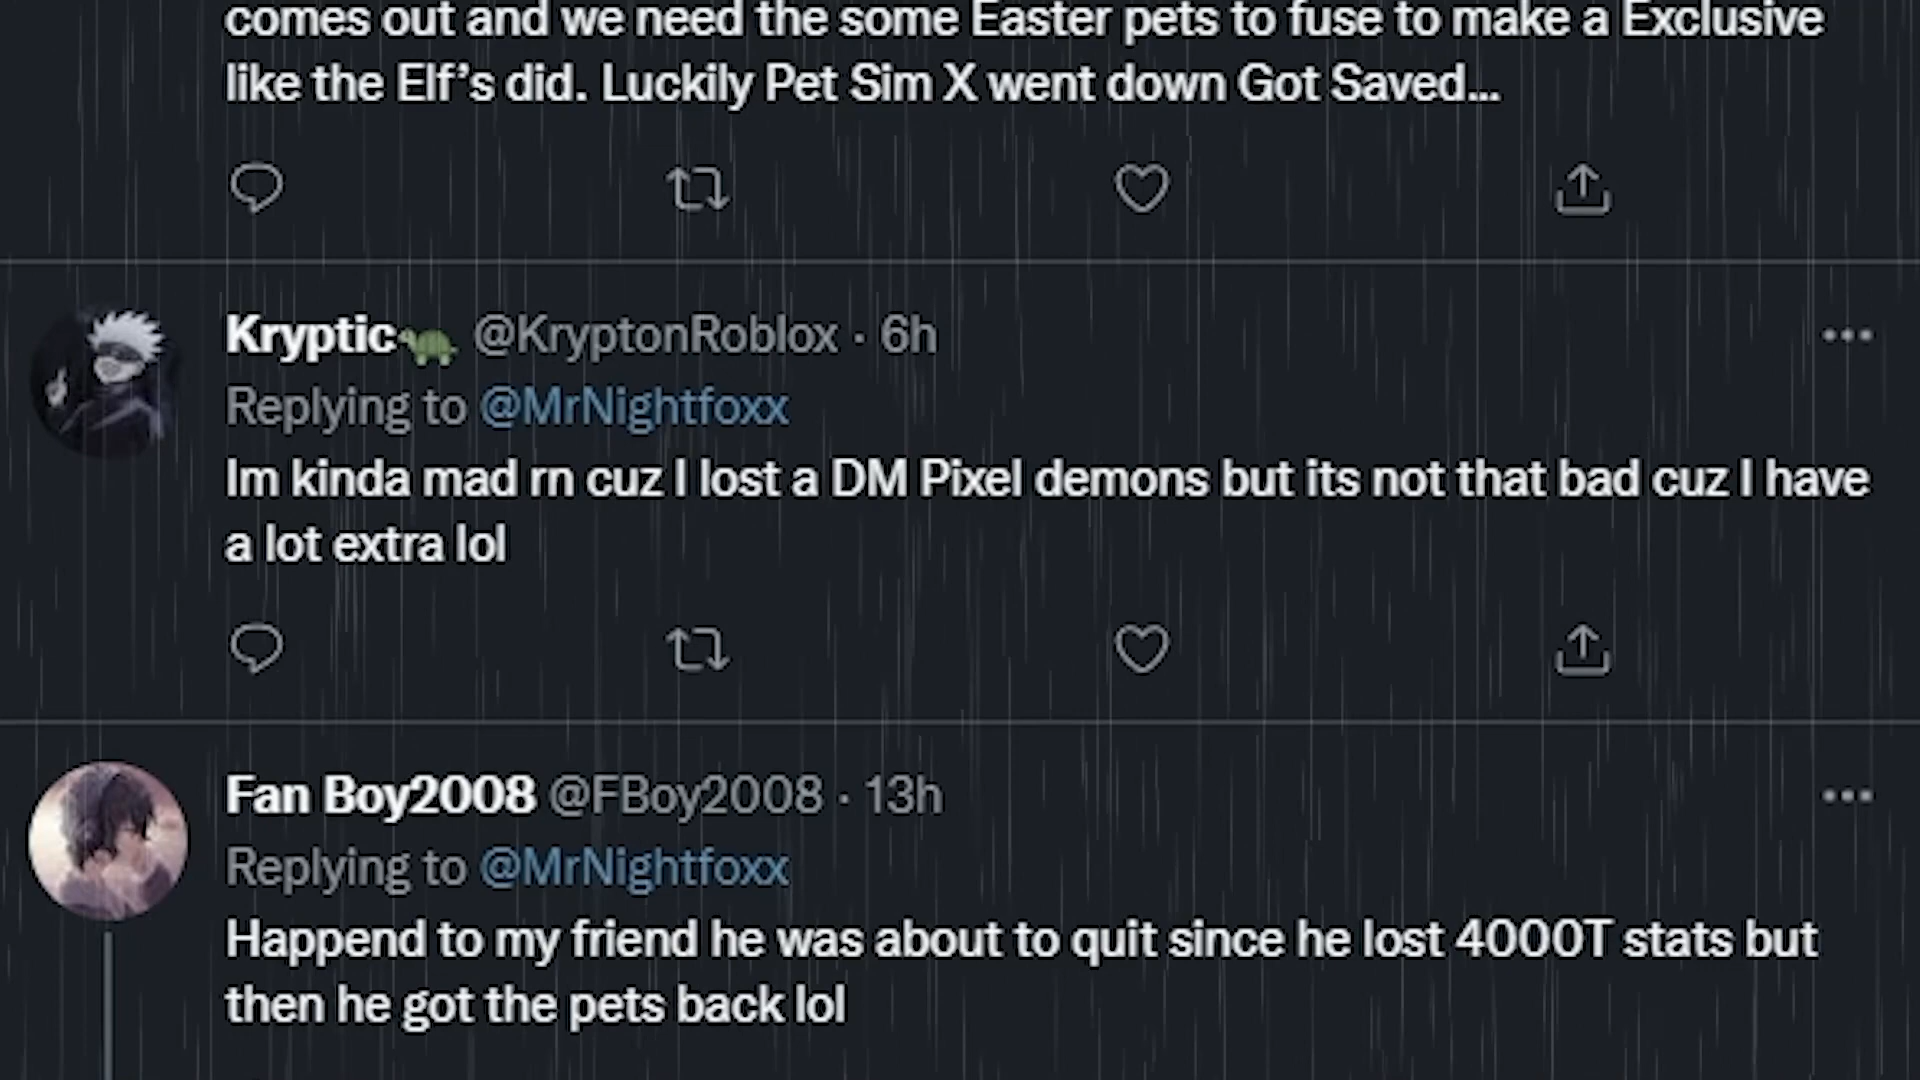 comes out and we need the some Easter pets to fuse to make a Exclusive
like the Elf’s did. Luckily Pet Sim X went down Got Saved...
Kryptic🐢 @KryptonRoblox · 6h
Replying to @MrNightfoxx
Im kinda mad rn cuz I lost a DM Pixel demons but its not that bad cuz I have
a lot extra lol
Fan Boy2008 @FBoy2008 · 13h
Replying to @MrNightfoxx
Happend to my friend he was about to quit since he lost 4000T stats but
then he got the pets back lol